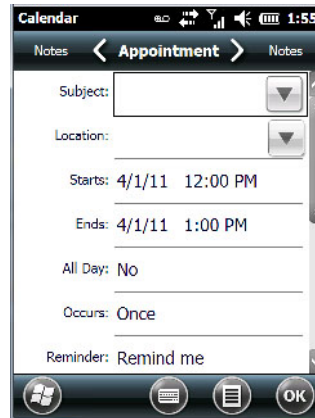 Calendar 1:55
Notes Appointment Notes
Subject:
Location:
Starts: 4/1/11 12:00 PM
Ends: 4/1/11 1:00 PM
All Day: No
Occurs: Once
Reminder: Remind me
OK